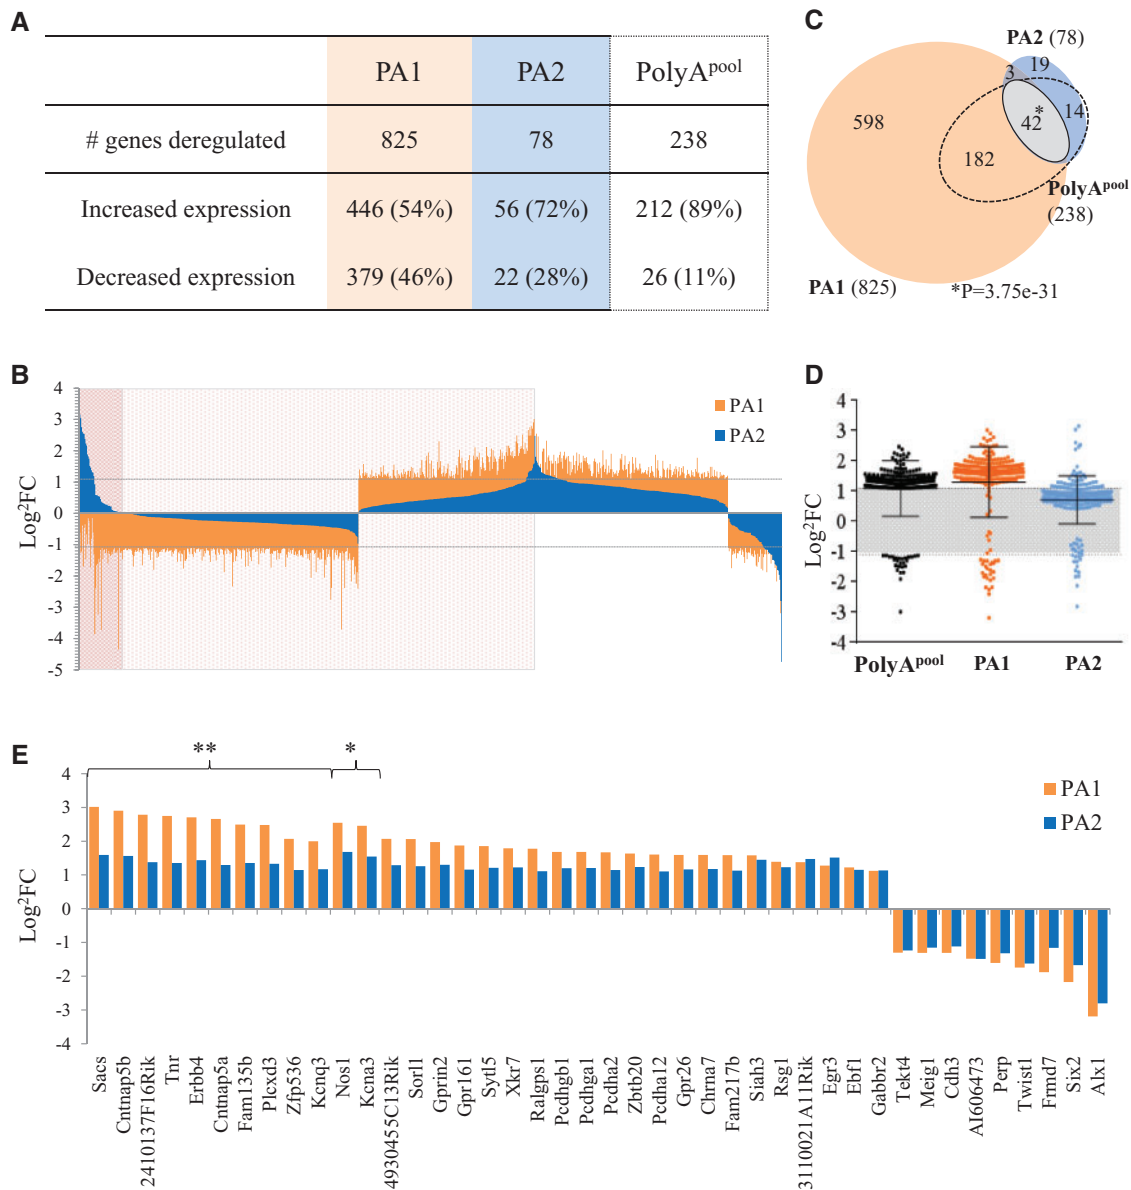 A
PA1 PA2 PolyA^pool
# genes deregulated 825 78 238
Increased expression 446 (54%) 56 (72%) 212 (89%)
Decreased expression 379 (46%) 22 (28%) 26 (11%)
C
PA2 (78)
3 19
598
*
42 14
182
PolyA^pool
(238)
PA1 (825)
*P=3.75e-31
B
Log²FC
4
3
2
1
0
-1
-2
-3
-4
-5
PA1
PA2
D
Log²FC
4
3
2
1
0
-1
-2
-3
-4
PolyA^pool PA1 PA2
E
** *
Log²FC
4
3
2
1
0
-1
-2
-3
-4
PA1
PA2
Sacs
Cntnap5b
2410137F16Rik
Tnr
Erbb4
Cntnap5a
Fam135b
Plcxd3
Zfp536
Kcnq3
Nos1
Kcna3
4930455C13Rik
Sorl1
Gprin2
Gpr161
Sytl5
Xkr7
Ralgps1
Pcdhgb1
Pcdhga1
Pcdha2
Zbtb20
Pcdha12
Gpr26
Chrna7
Fam217b
Siah3
Rsg1
3110021A11Rik
Egr3
Ebf1
Gabbr2
Tekt4
Meig1
Cdh3
AI606473
Perp
Twist1
Frmd7
Six2
Alx1